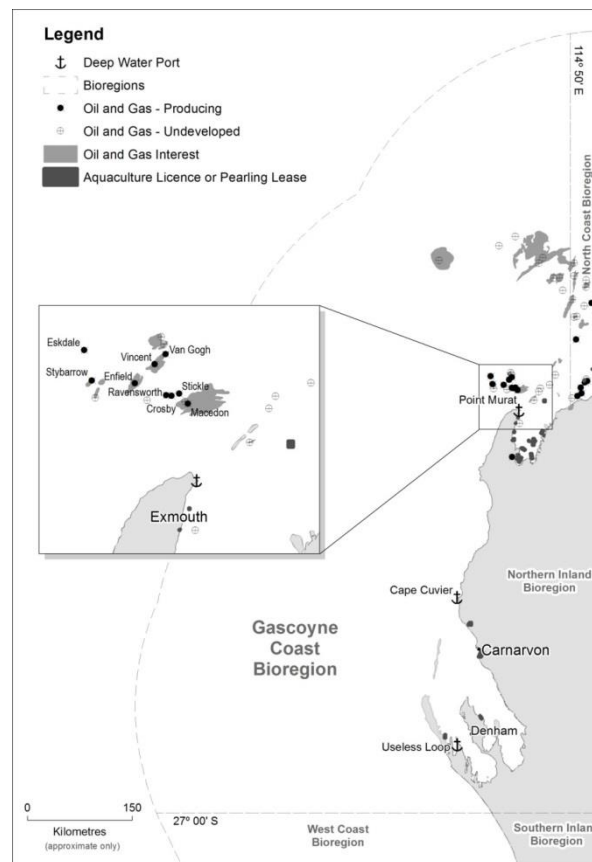 Legend
Deep Water Port
Bioregions
Oil and Gas - Producing
Oil and Gas - Undeveloped
Oil and Gas Interest
Aquaculture Licence or Pearling Lease
114° 50' E
North Coast Bioregion
Eskdale
Van Gogh
Vincent
Stybarrow
Enfield
Ravensworth
Stickle
Crosby
Macedon
Exmouth
Point Murat
Northern Inland
Bioregion
Cape Cuvier
Gascoyne
Coast
Bioregion
Carnarvon
Denham
Useless Loop
0
150
Kilometres
(approximate only)
27° 00' S
West Coast
Bioregion
Southern Inland
Bioregion